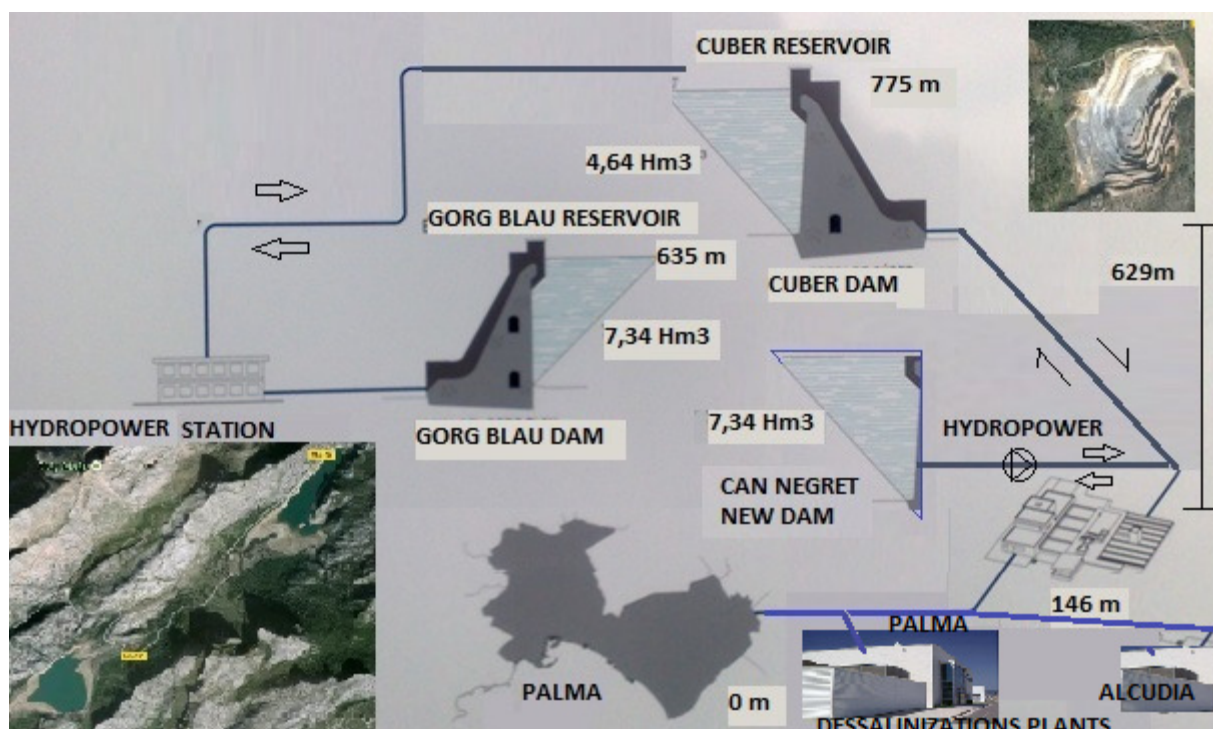 CUBER RESERVOIR
775 m
4,64 Hm3
GORG BLAU RESERVOIR
635 m
629m
CUBER DAM
7,34 Hm3
HYDROPOWER STATION
GORG BLAU DAM
7,34 Hm3
HYDROPOWER
CAN NEGRET
NEW DAM
146 m
PALMA
PALMA
0 m
ALCUDIA
DESSALINIZATIONS PLANTS